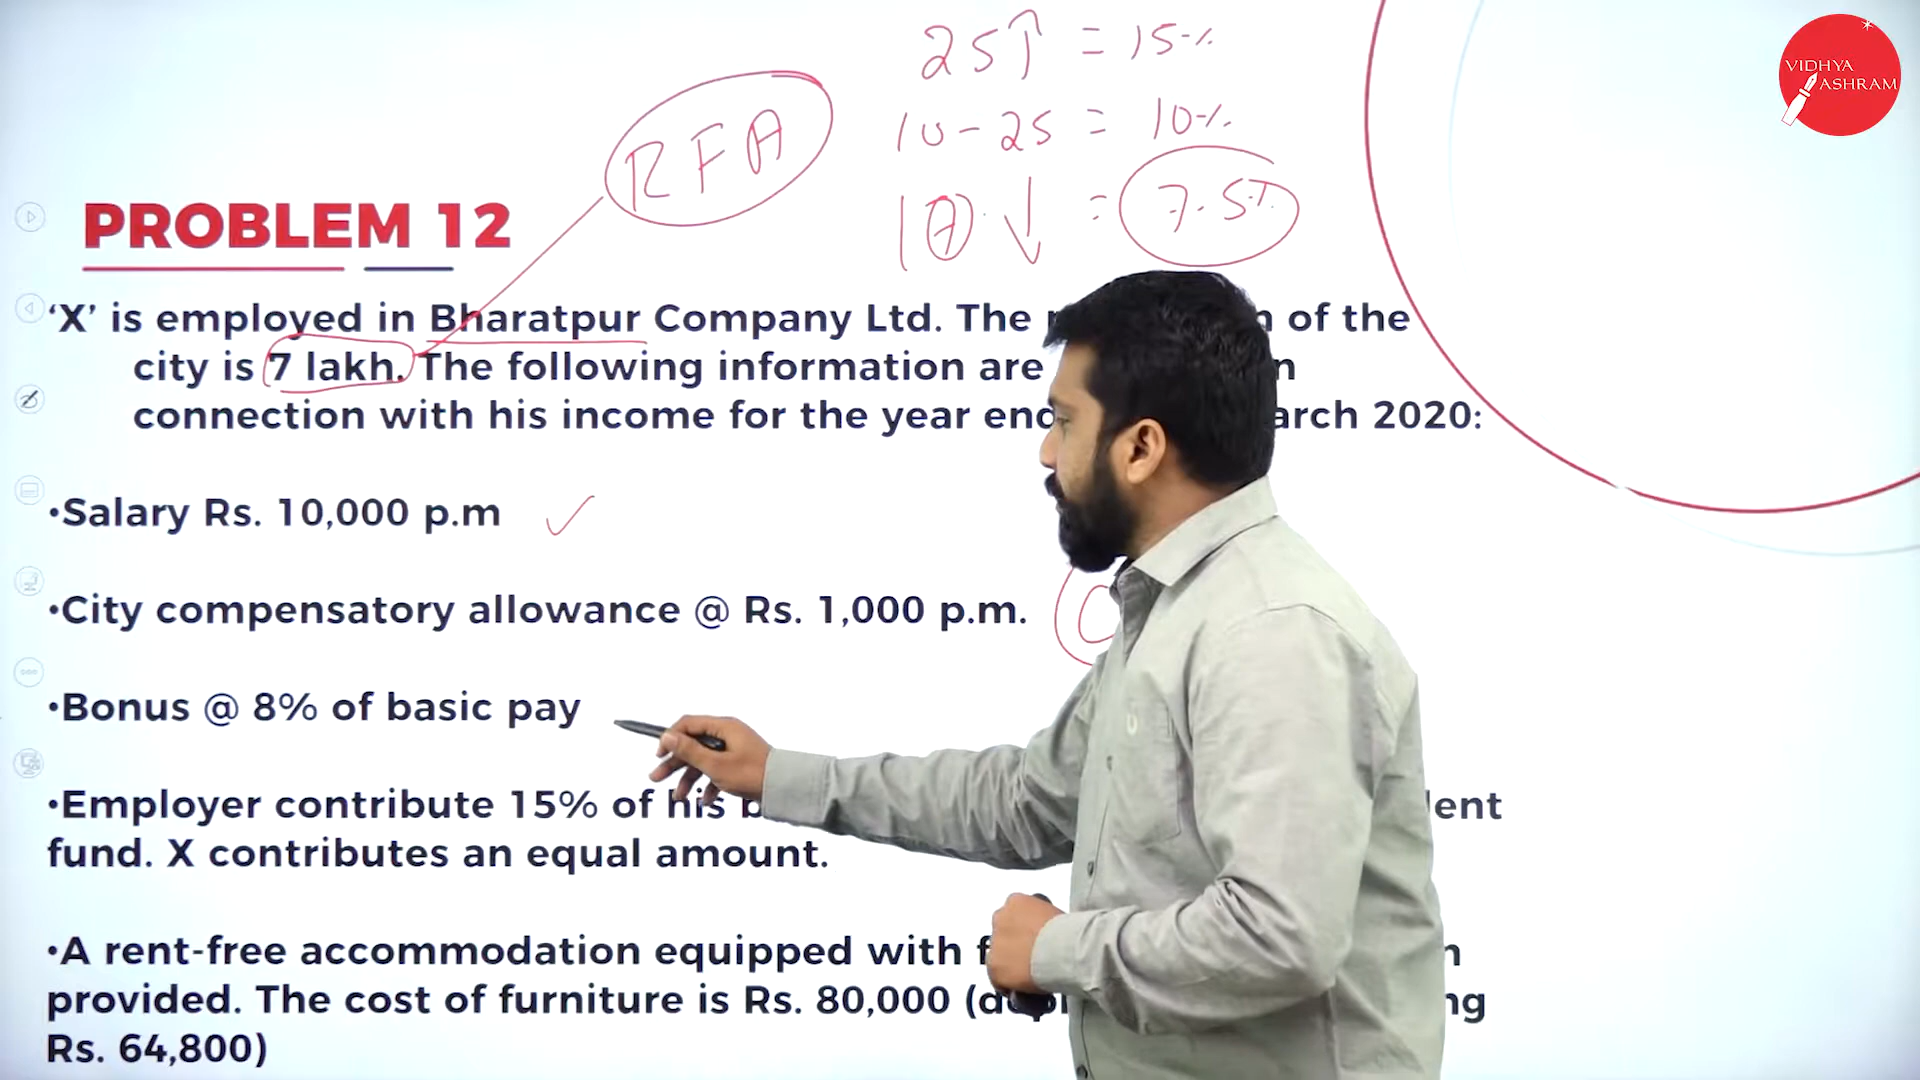 25↑ = 15%
10-25 = 10%
10↓ = 7.5%
RFA
VIDHYA
ASHRAM
PROBLEM 12
‘X’ is employed in Bharatpur Company Ltd. The of the
city is 7 lakh. The following information are
connection with his income for the year 2020:
•Salary Rs. 10,000 p.m
•City compensatory allowance @ Rs. 1,000 p.m.
•Bonus @ 8% of basic pay
•Employer contribute 15% of his
fund. X contributes an equal amount.
•A rent-free accommodation equipped with
provided. The cost of furniture is Rs. 80,000
Rs. 64,800)